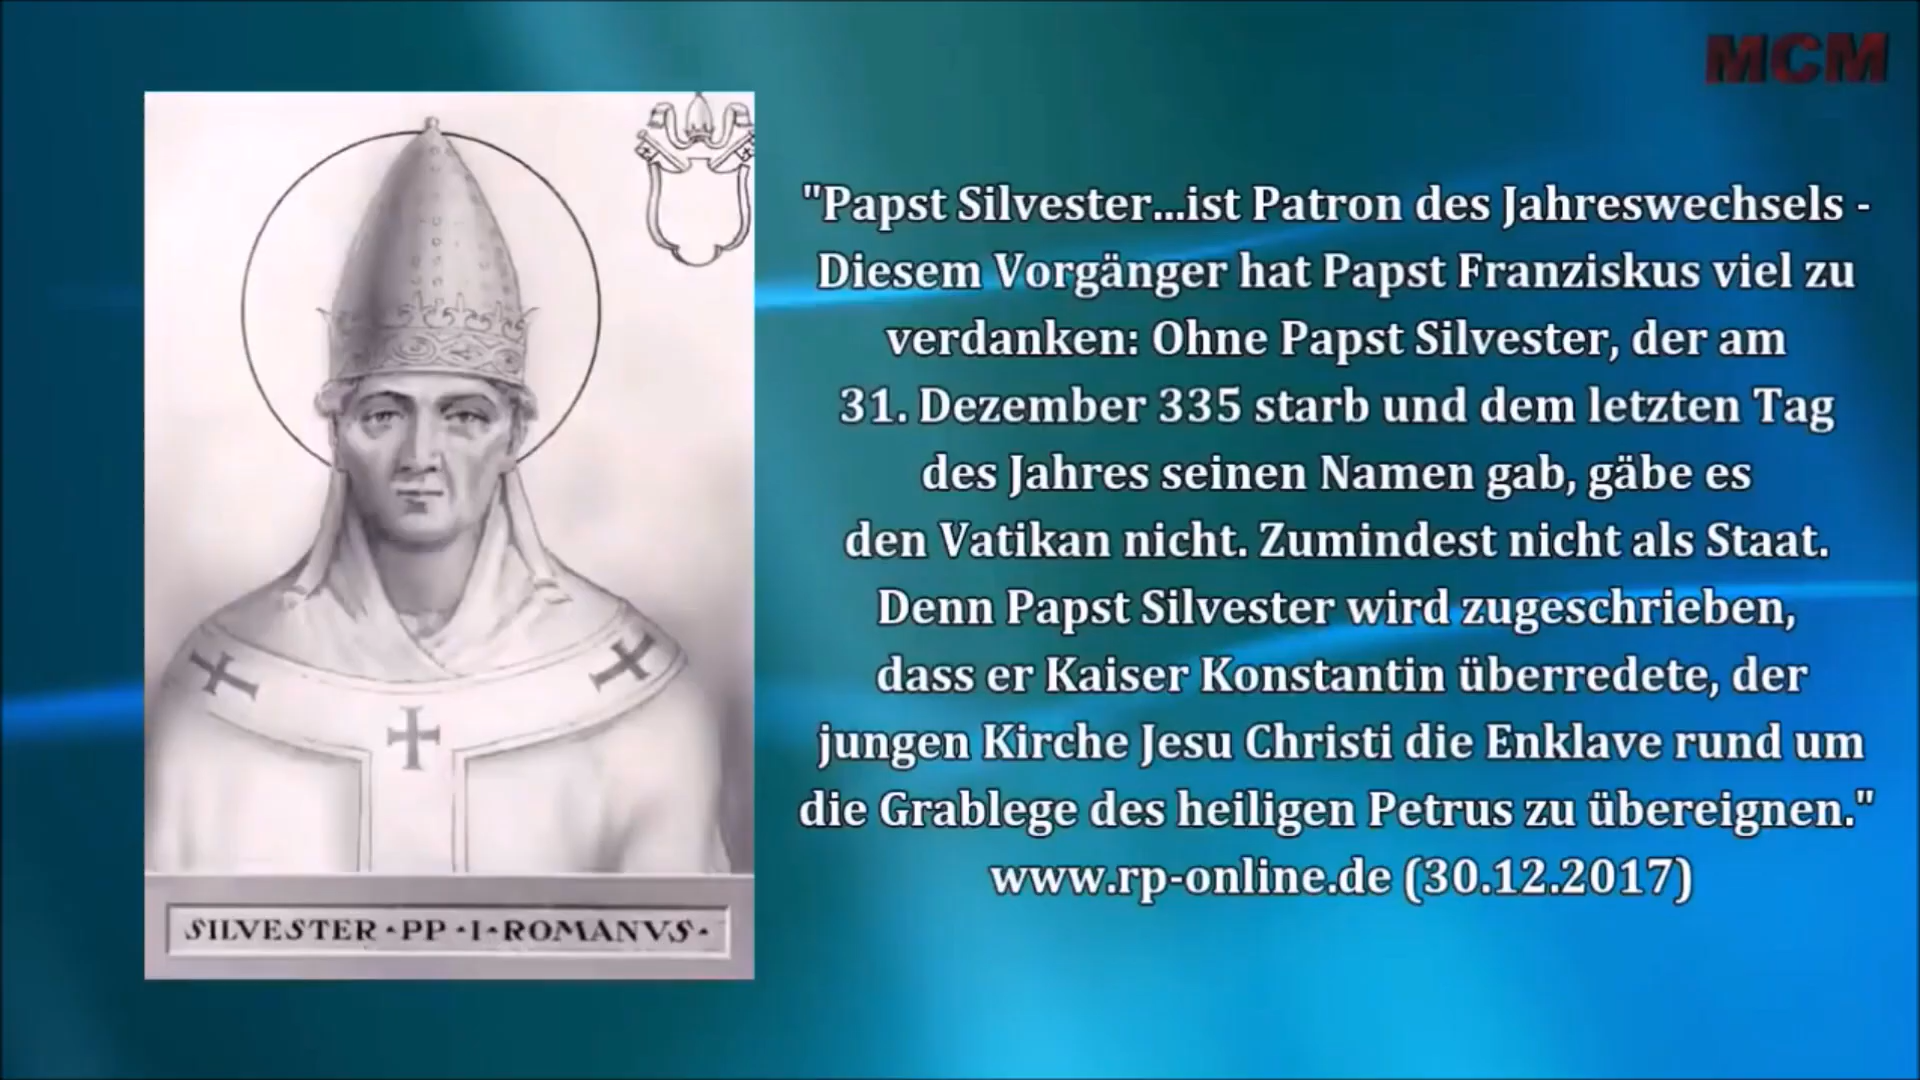 MCM
"Papst Silvester...ist Patron des Jahreswechsels -
Diesem Vorgänger hat Papst Franziskus viel zu
verdanken: Ohne Papst Silvester, der am
31. Dezember 335 starb und dem letzten Tag
des Jahres seinen Namen gab, gäbe es
den Vatikan nicht. Zumindest nicht als Staat.
Denn Papst Silvester wird zugeschrieben,
dass er Kaiser Konstantin überredete, der
jungen Kirche Jesu Christi die Enklave rund um
die Grablege des heiligen Petrus zu übereignen."
www.rp-online.de (30.12.2017)
SILVESTER·PP·I·ROMANVS·